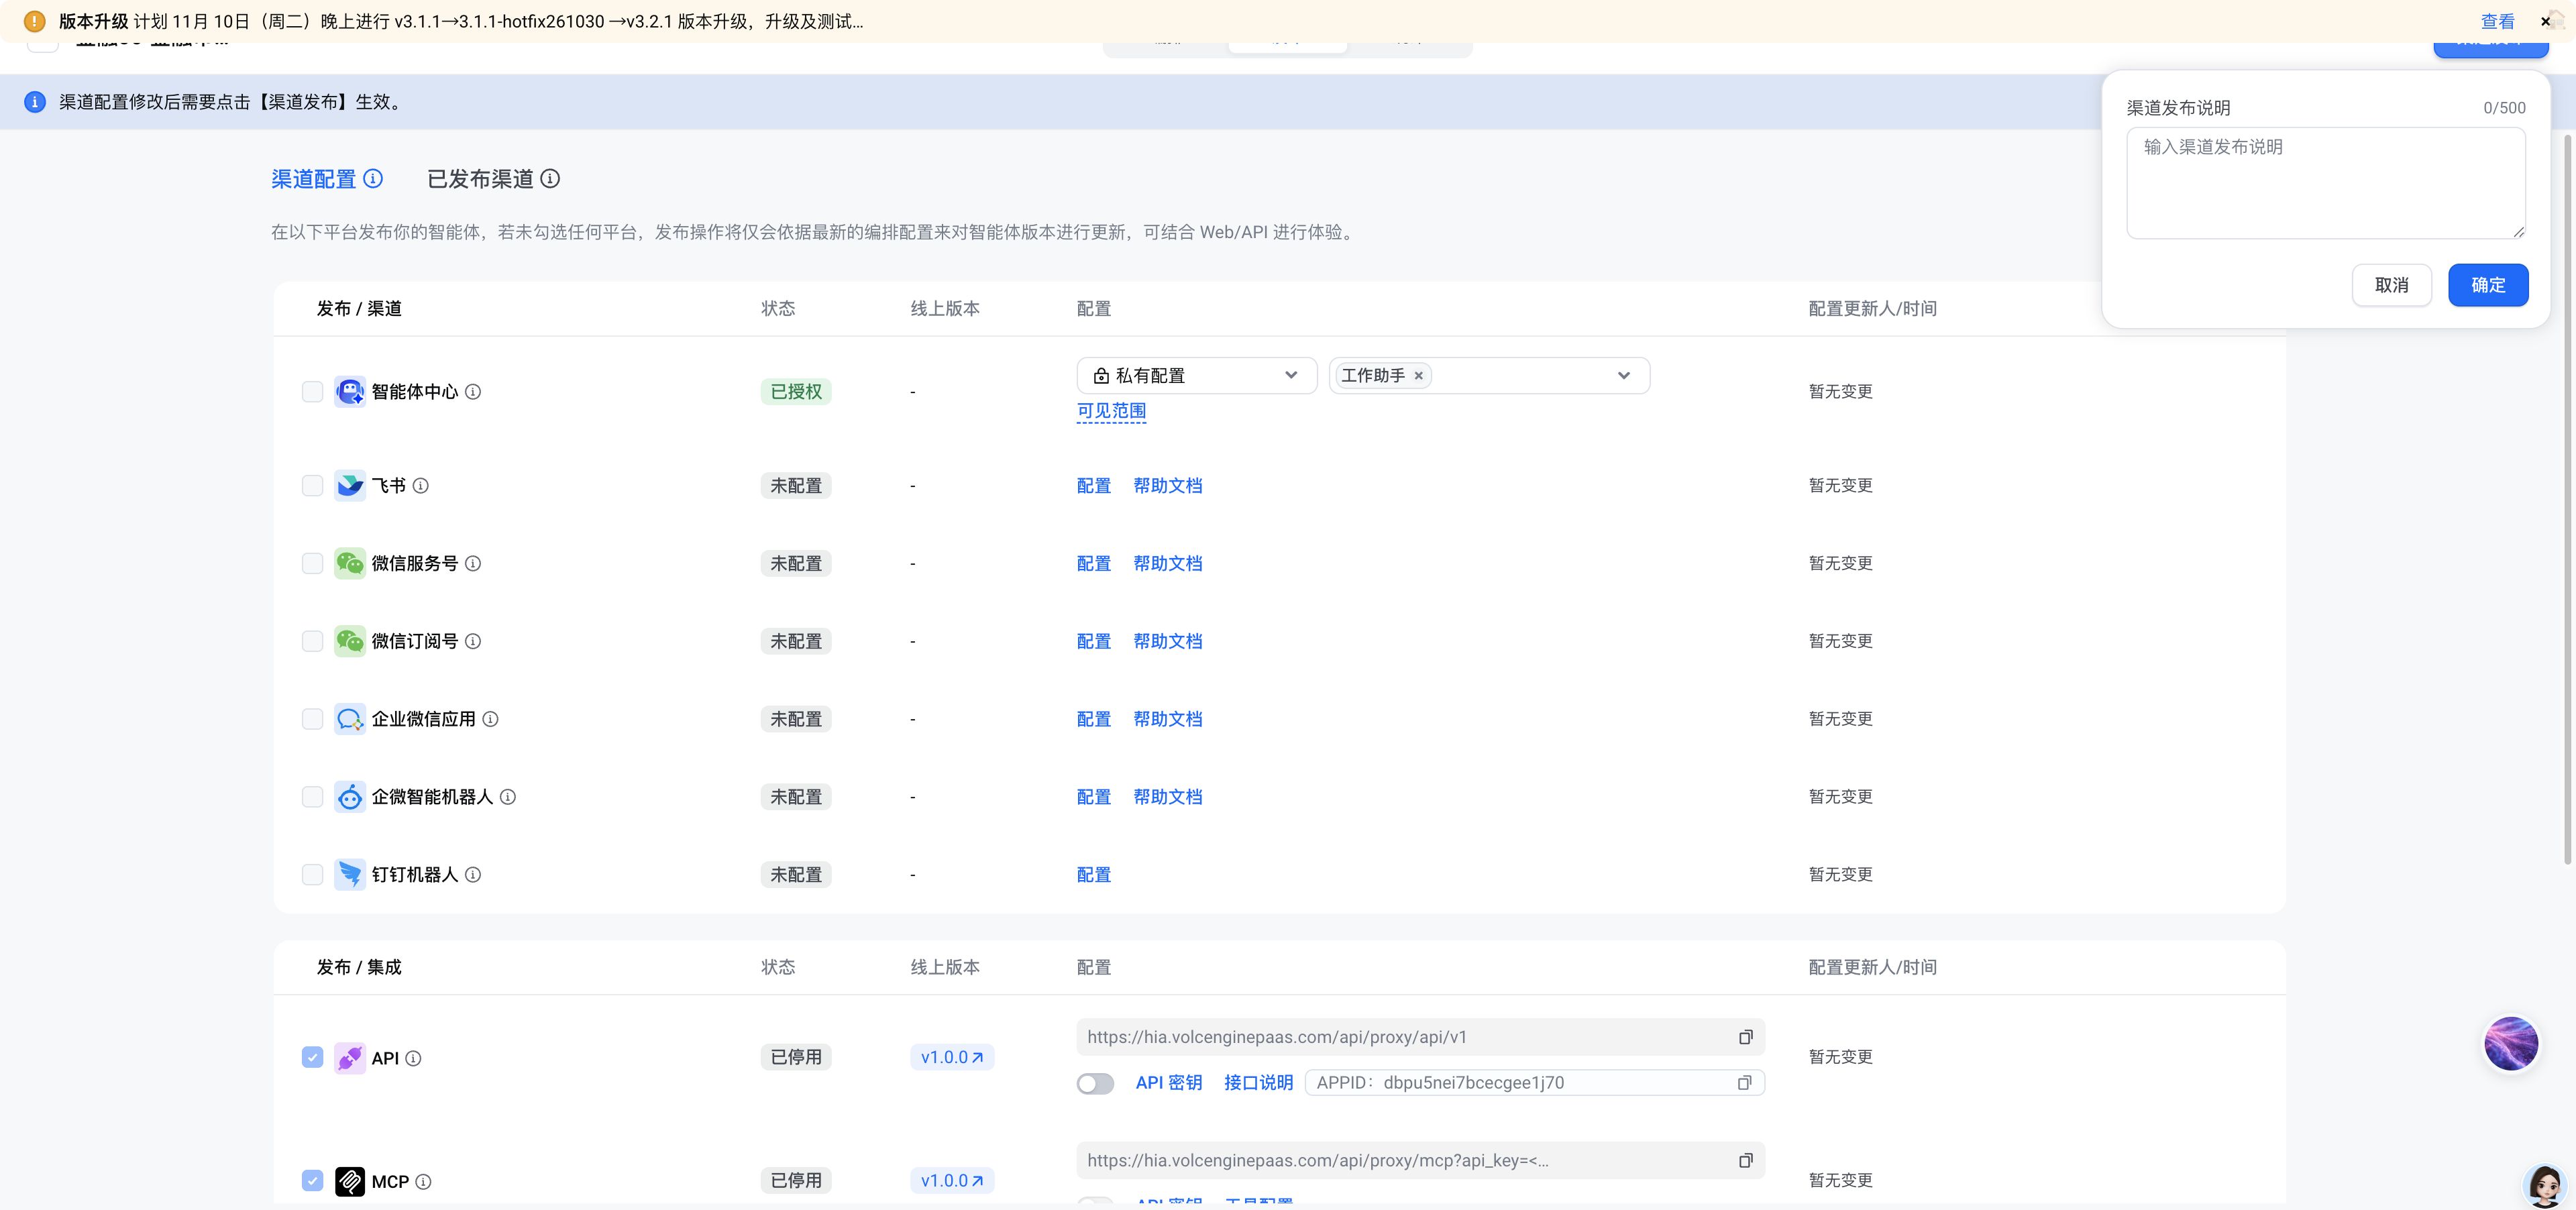 版本升级 计划 11月 10日（周二）晚上进行 v3.1.1→3.1.1-hotfix261030 →v3.2.1 版本升级，升级及测试...
查看
渠道配置修改后需要点击【渠道发布】生效。
渠道发布说明 0/500
输入渠道发布说明
取消 确定
渠道配置 已发布渠道
在以下平台发布你的智能体，若未勾选任何平台，发布操作将仅会依据最新的编排配置来对智能体版本进行更新，可结合 Web/API 进行体验。
发布 / 渠道 状态 线上版本 配置 配置更新人/时间
智能体中心 已授权 - 私有配置 工作助手 × 暂无变更
可见范围
飞书 未配置 - 配置 帮助文档 暂无变更
微信服务号 未配置 - 配置 帮助文档 暂无变更
微信订阅号 未配置 - 配置 帮助文档 暂无变更
企业微信应用 未配置 - 配置 帮助文档 暂无变更
企微智能机器人 未配置 - 配置 帮助文档 暂无变更
钉钉机器人 未配置 - 配置 暂无变更
发布 / 集成 状态 线上版本 配置 配置更新人/时间
https://hia.volcenginepaas.com/api/proxy/api/v1
API 已停用 v1.0.0 暂无变更
API 密钥 接口说明 APPID：dbpu5nei7bcecgee1j70
https://hia.volcenginepaas.com/api/proxy/mcp?api_key=<...
MCP 已停用 v1.0.0 暂无变更
API 密钥 工具配置